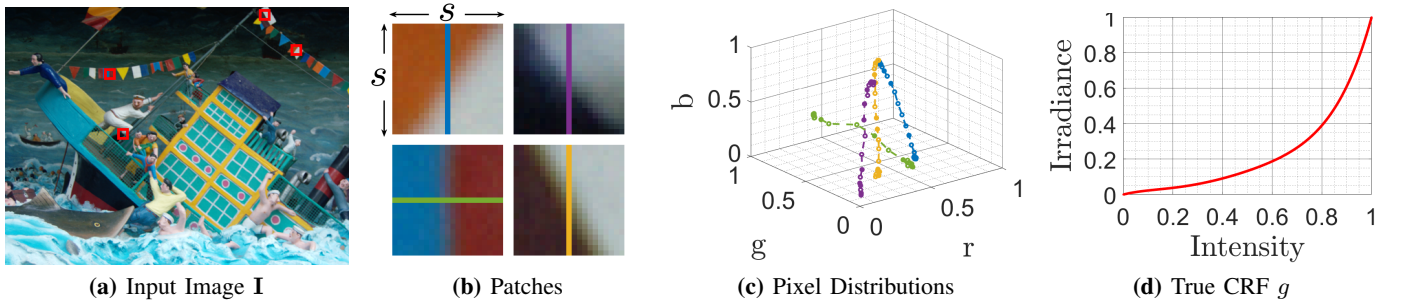 S
S
1
0.5
0
b
1
0.5
0
g
0
0.5
1
r
1
0.8
0.6
0.4
0.2
0
Irradiance
0 0.2 0.4 0.6 0.8 1
Intensity
(a) Input Image I
(b) Patches
(c) Pixel Distributions
(d) True CRF g